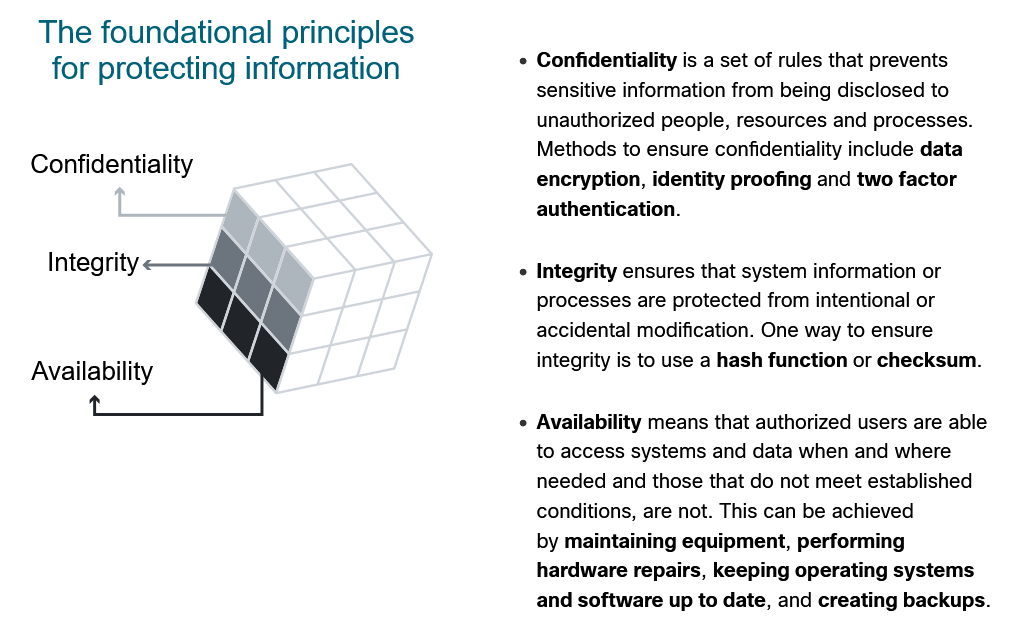 The foundational principles
for protecting information
Confidentiality
Integrity
Availability
• Confidentiality is a set of rules that prevents
sensitive information from being disclosed to
unauthorized people, resources and processes.
Methods to ensure confidentiality include data
encryption, identity proofing and two factor
authentication.
• Integrity ensures that system information or
processes are protected from intentional or
accidental modification. One way to ensure
integrity is to use a hash function or checksum.
• Availability means that authorized users are able
to access systems and data when and where
needed and those that do not meet established
conditions, are not. This can be achieved
by maintaining equipment, performing
hardware repairs, keeping operating systems
and software up to date, and creating backups.